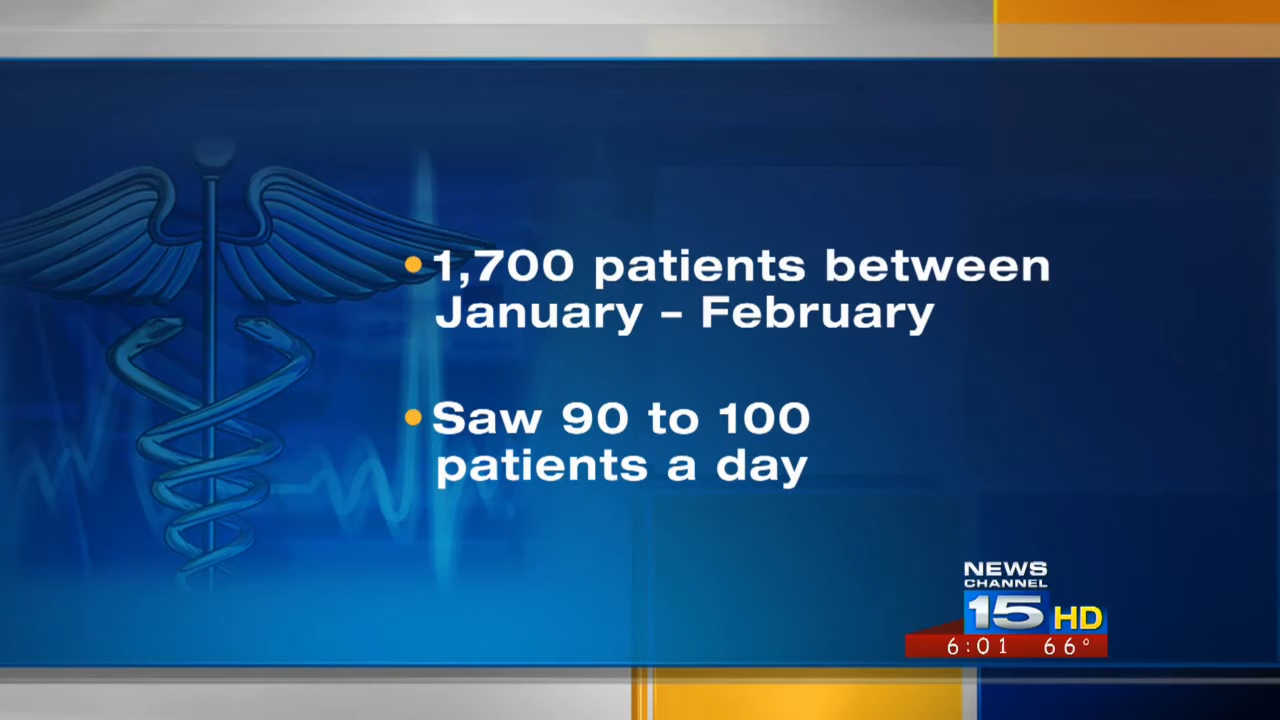 • 1,700 patients between
January – February
• Saw 90 to 100
patients a day
NEWS
CHANNEL
15 HD
6:01 66°